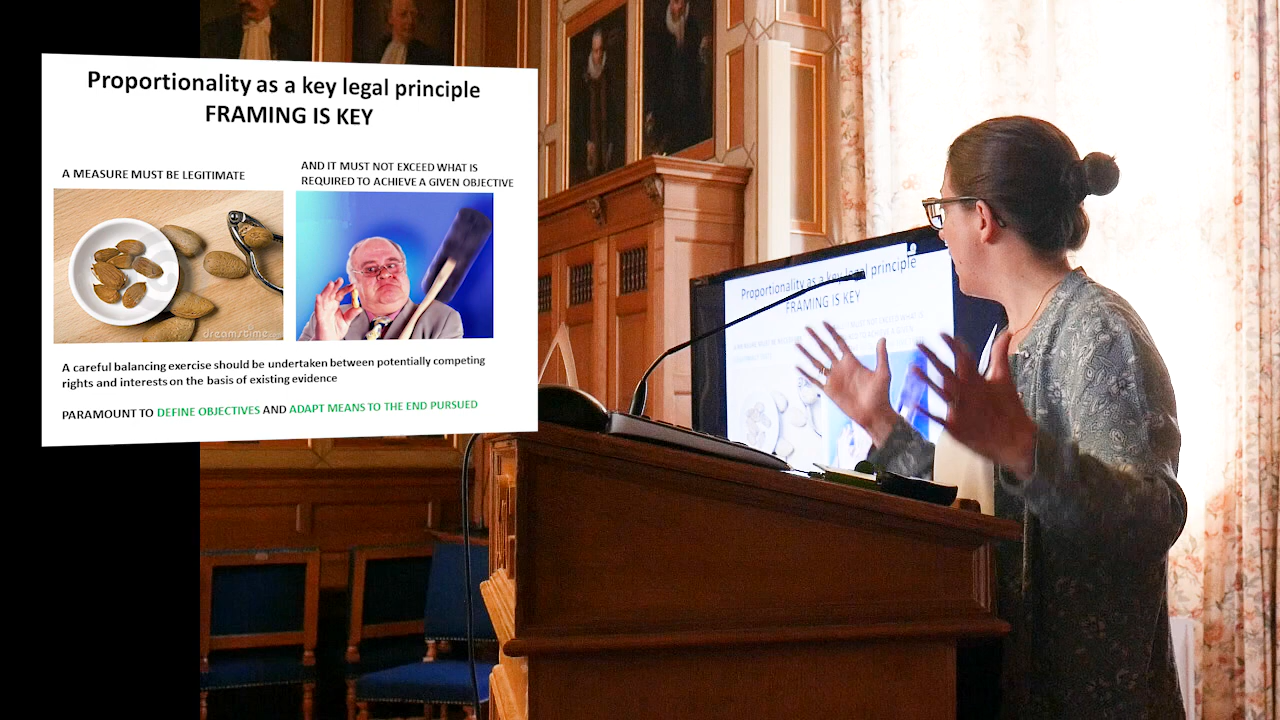 Proportionality as a key legal principle
FRAMING IS KEY
A MEASURE MUST BE LEGITIMATE
AND IT MUST NOT EXCEED WHAT IS
REQUIRED TO ACHIEVE A GIVEN OBJECTIVE
dreamstime
A careful balancing exercise should be undertaken between potentially competing
rights and interests on the basis of existing evidence
PARAMOUNT TO DEFINE OBJECTIVES AND ADAPT MEANS TO THE END PURSUED
Proportionality as a key legal principle
FRAMING IS KEY